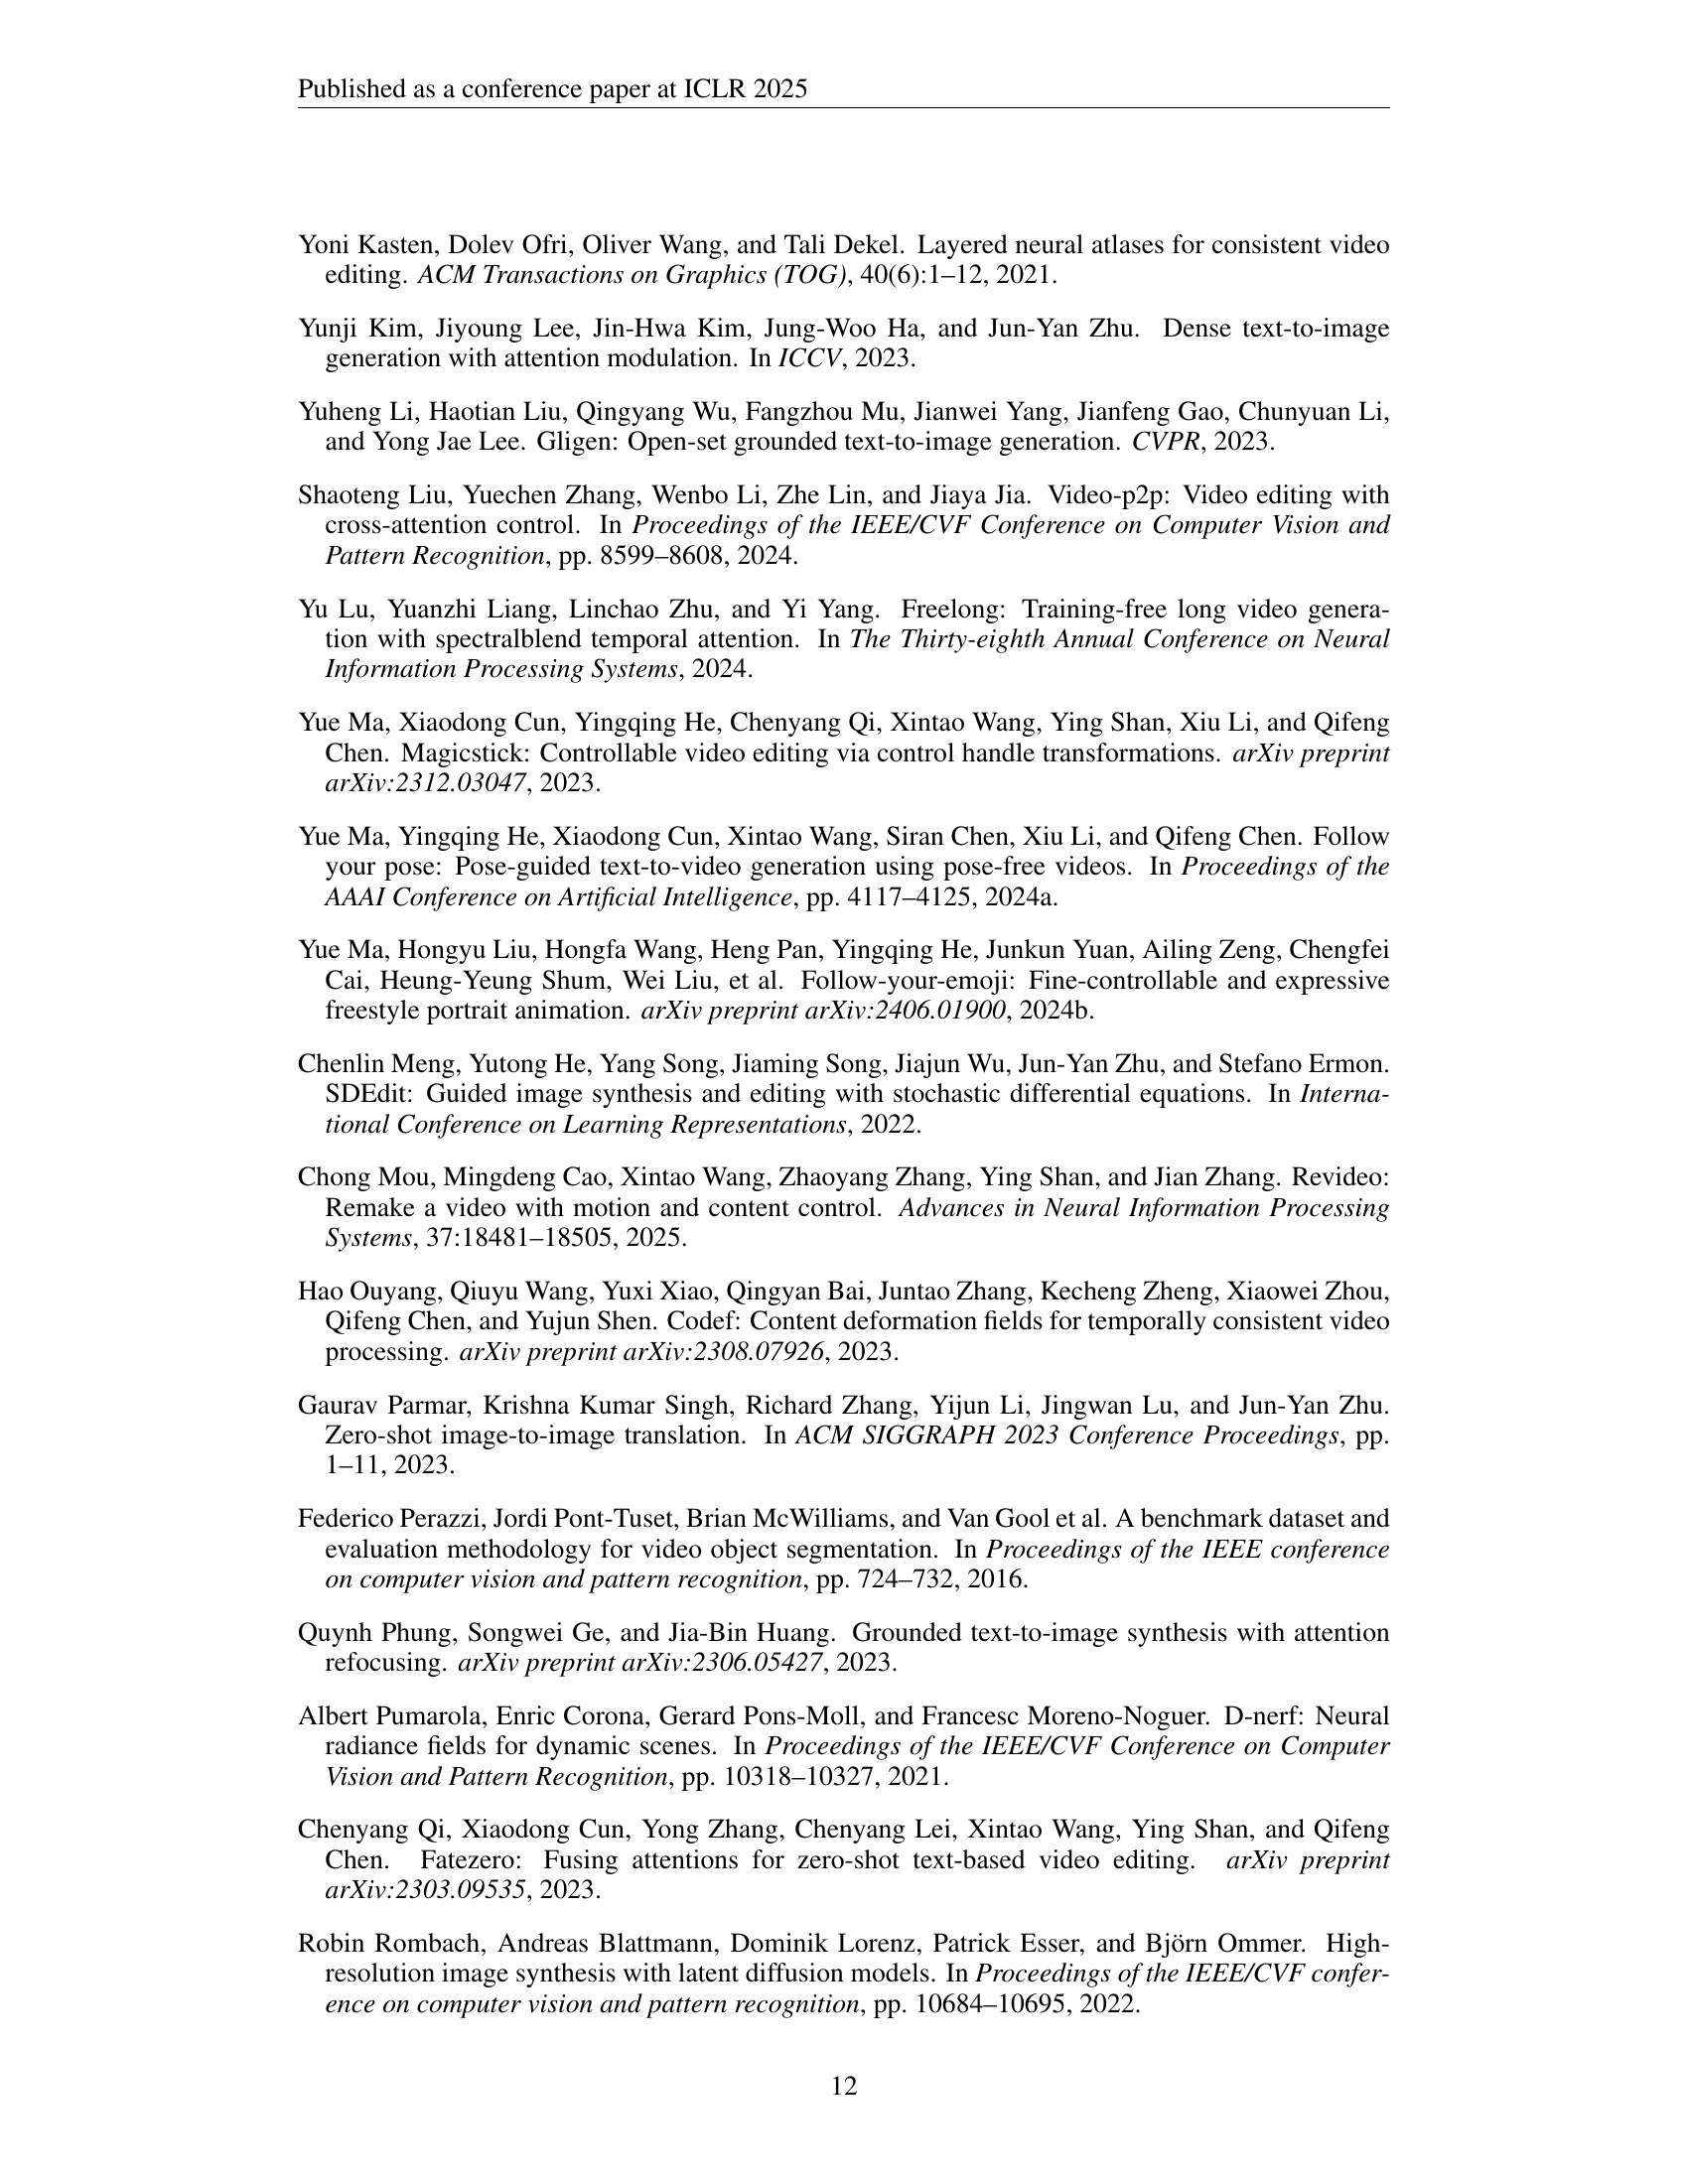 Published as a conference paper at ICLR 2025
Yoni Kasten, Dolev Ofri, Oliver Wang, and Tali Dekel. Layered neural atlases for consistent video
editing. ACM Transactions on Graphics (TOG), 40(6):1–12, 2021.
Yunji Kim, Jiyoung Lee, Jin-Hwa Kim, Jung-Woo Ha, and Jun-Yan Zhu. Dense text-to-image
generation with attention modulation. In ICCV, 2023.
Yuheng Li, Haotian Liu, Qingyang Wu, Fangzhou Mu, Jianwei Yang, Jianfeng Gao, Chunyuan Li,
and Yong Jae Lee. Gligen: Open-set grounded text-to-image generation. CVPR, 2023.
Shaoteng Liu, Yuechen Zhang, Wenbo Li, Zhe Lin, and Jiaya Jia. Video-p2p: Video editing with
cross-attention control. In Proceedings of the IEEE/CVF Conference on Computer Vision and
Pattern Recognition, pp. 8599–8608, 2024.
Yu Lu, Yuanzhi Liang, Linchao Zhu, and Yi Yang. Freelong: Training-free long video genera-
tion with spectralblend temporal attention. In The Thirty-eighth Annual Conference on Neural
Information Processing Systems, 2024.
Yue Ma, Xiaodong Cun, Yingqing He, Chenyang Qi, Xintao Wang, Ying Shan, Xiu Li, and Qifeng
Chen. Magicstick: Controllable video editing via control handle transformations. arXiv preprint
arXiv:2312.03047, 2023.
Yue Ma, Yingqing He, Xiaodong Cun, Xintao Wang, Siran Chen, Xiu Li, and Qifeng Chen. Follow
your pose: Pose-guided text-to-video generation using pose-free videos. In Proceedings of the
AAAI Conference on Artificial Intelligence, pp. 4117–4125, 2024a.
Yue Ma, Hongyu Liu, Hongfa Wang, Heng Pan, Yingqing He, Junkun Yuan, Ailing Zeng, Chengfei
Cai, Heung-Yeung Shum, Wei Liu, et al. Follow-your-emoji: Fine-controllable and expressive
freestyle portrait animation. arXiv preprint arXiv:2406.01900, 2024b.
Chenlin Meng, Yutong He, Yang Song, Jiaming Song, Jiajun Wu, Jun-Yan Zhu, and Stefano Ermon.
SDEdit: Guided image synthesis and editing with stochastic differential equations. In Interna-
tional Conference on Learning Representations, 2022.
Chong Mou, Mingdeng Cao, Xintao Wang, Zhaoyang Zhang, Ying Shan, and Jian Zhang. Revideo:
Remake a video with motion and content control. Advances in Neural Information Processing
Systems, 37:18481–18505, 2025.
Hao Ouyang, Qiuyu Wang, Yuxi Xiao, Qingyan Bai, Juntao Zhang, Kecheng Zheng, Xiaowei Zhou,
Qifeng Chen, and Yujun Shen. Codef: Content deformation fields for temporally consistent video
processing. arXiv preprint arXiv:2308.07926, 2023.
Gaurav Parmar, Krishna Kumar Singh, Richard Zhang, Yijun Li, Jingwan Lu, and Jun-Yan Zhu.
Zero-shot image-to-image translation. In ACM SIGGRAPH 2023 Conference Proceedings, pp.
1–11, 2023.
Federico Perazzi, Jordi Pont-Tuset, Brian McWilliams, and Van Gool et al. A benchmark dataset and
evaluation methodology for video object segmentation. In Proceedings of the IEEE conference
on computer vision and pattern recognition, pp. 724–732, 2016.
Quynh Phung, Songwei Ge, and Jia-Bin Huang. Grounded text-to-image synthesis with attention
refocusing. arXiv preprint arXiv:2306.05427, 2023.
Albert Pumarola, Enric Corona, Gerard Pons-Moll, and Francesc Moreno-Noguer. D-nerf: Neural
radiance fields for dynamic scenes. In Proceedings of the IEEE/CVF Conference on Computer
Vision and Pattern Recognition, pp. 10318–10327, 2021.
Chenyang Qi, Xiaodong Cun, Yong Zhang, Chenyang Lei, Xintao Wang, Ying Shan, and Qifeng
Chen. Fatezero: Fusing attentions for zero-shot text-based video editing. arXiv preprint
arXiv:2303.09535, 2023.
Robin Rombach, Andreas Blattmann, Dominik Lorenz, Patrick Esser, and Björn Ommer. High-
resolution image synthesis with latent diffusion models. In Proceedings of the IEEE/CVF confer-
ence on computer vision and pattern recognition, pp. 10684–10695, 2022.
12